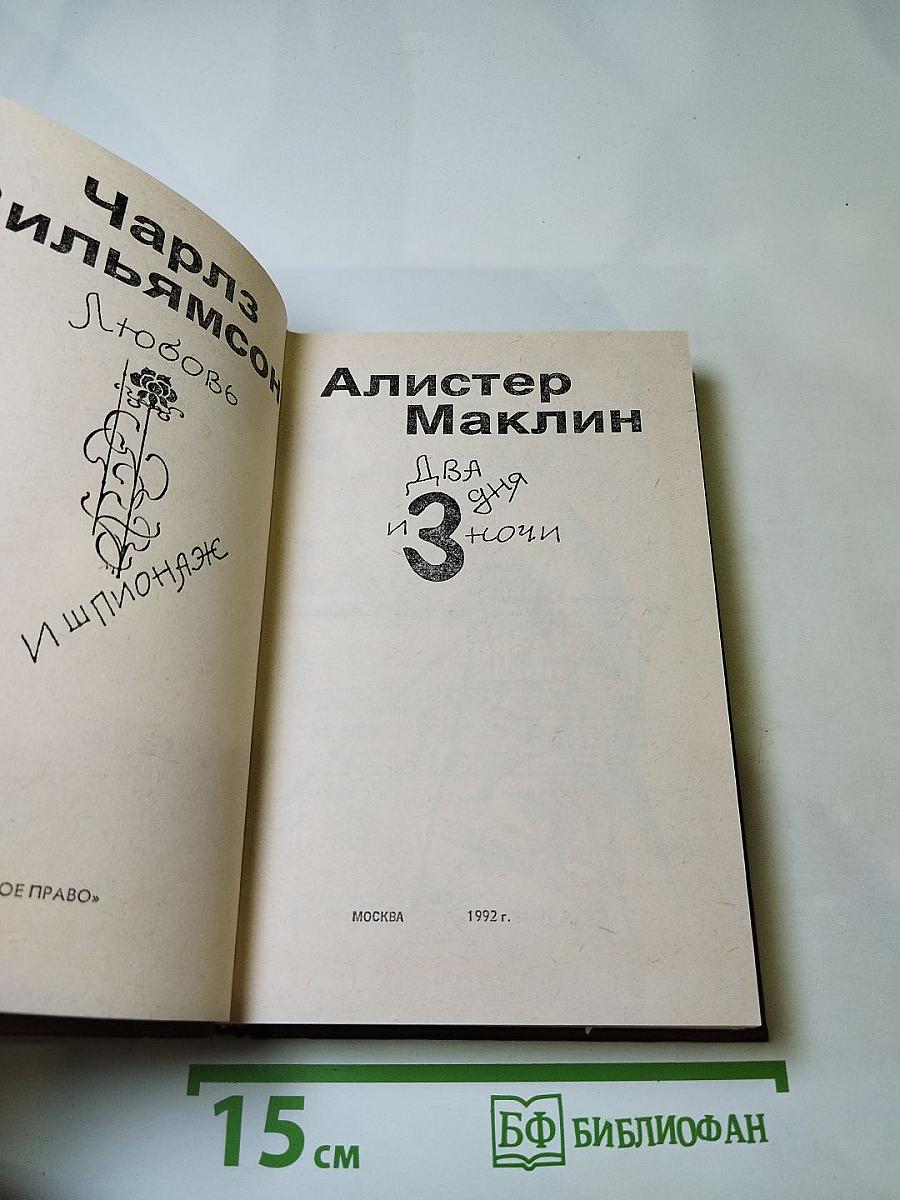 Чарлз
Вильямсон
Любовь
И шпионаж
ОЕ ПРАВО»
Алистер
Маклин
Два
дня
и 3 ночи
МОСКВА 1992 г.
15 см
БФ БИБЛИОФАН